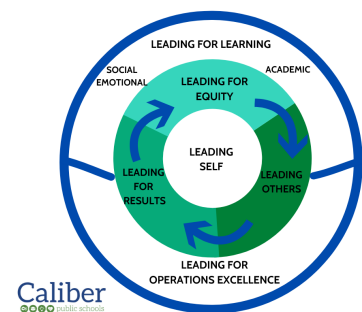 LEADING FOR LEARNING
SOCIAL
EMOTIONAL
ACADEMIC
LEADING FOR
EQUITY
LEADING
SELF
LEADING
FOR
RESULTS
LEADING
OTHERS
LEADING FOR
OPERATIONS EXCELLENCE
Caliber
public schools